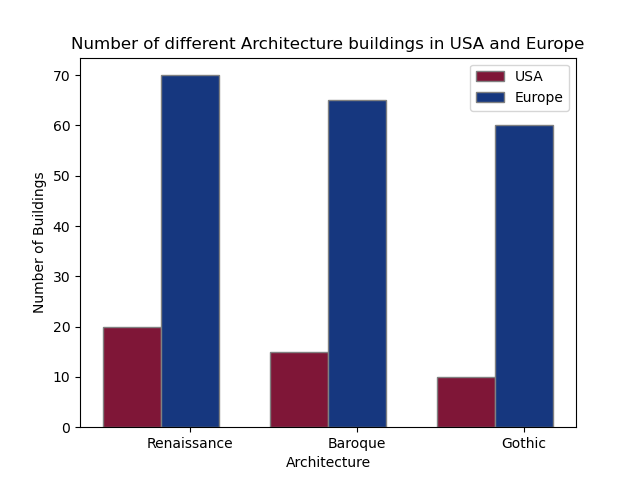 Number of different Architecture buildings in USA and Europe
USA
Europe
Number of Buildings
70
60
50
40
30
20
10
0
Renaissance Baroque Gothic
Architecture